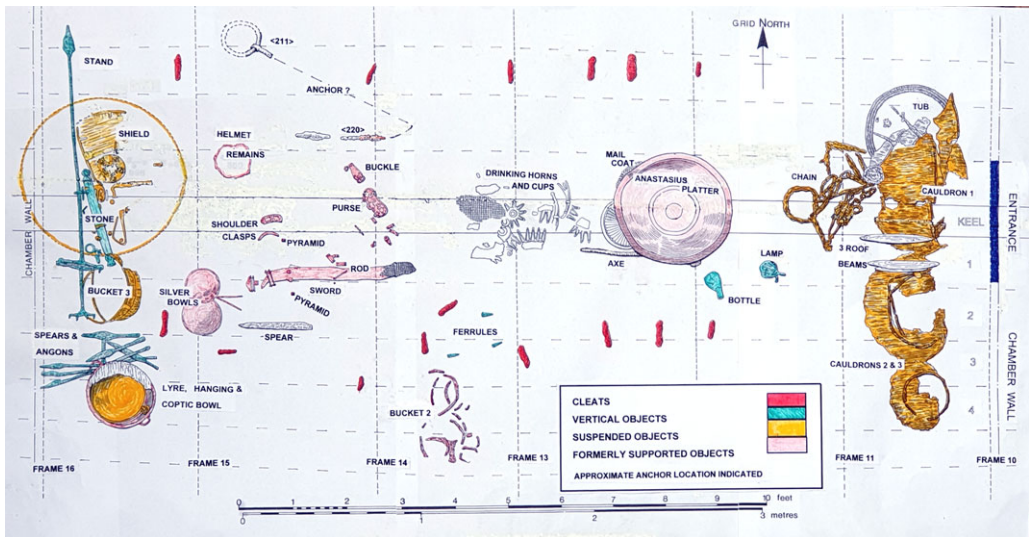 GRID NORTH
<211>
STAND
ANCHOR ?
TUB
SHIELD
HELMET
REMAINS
<220>
BUCKLE
MAIL
COAT
ANASTASIUS
PLATTER
DRINKING HORNS
AND CUPS
CHAIN
CAULDRON 1
PURSE
STONE
SHOULDER
CLASPS
PYRAMID
CHAMBER WALL
ENTRANCE
KEEL
3 ROOF
BEAMS
AXE
LAMP
1
ROD
SWORD
PYRAMID
BUCKET 3
SILVER
BOWLS
BOTTLE
SPEAR
FERRULES
2
SPEARS &
ANGONS
3
CAULDRONS 2 & 3
CHAMBER WALL
LYRE, HANGING &
COPTIC BOWL
BUCKET 2
4
CLEATS
VERTICAL OBJECTS
SUSPENDED OBJECTS
FORMERLY SUPPORTED OBJECTS
APPROXIMATE ANCHOR LOCATION INDICATED
FRAME 16
FRAME 15
FRAME 14
FRAME 13
FRAME 11
FRAME 10
0 1 2 3 4 5 6 7 8 9 10 feet
0 1 2 3 metres